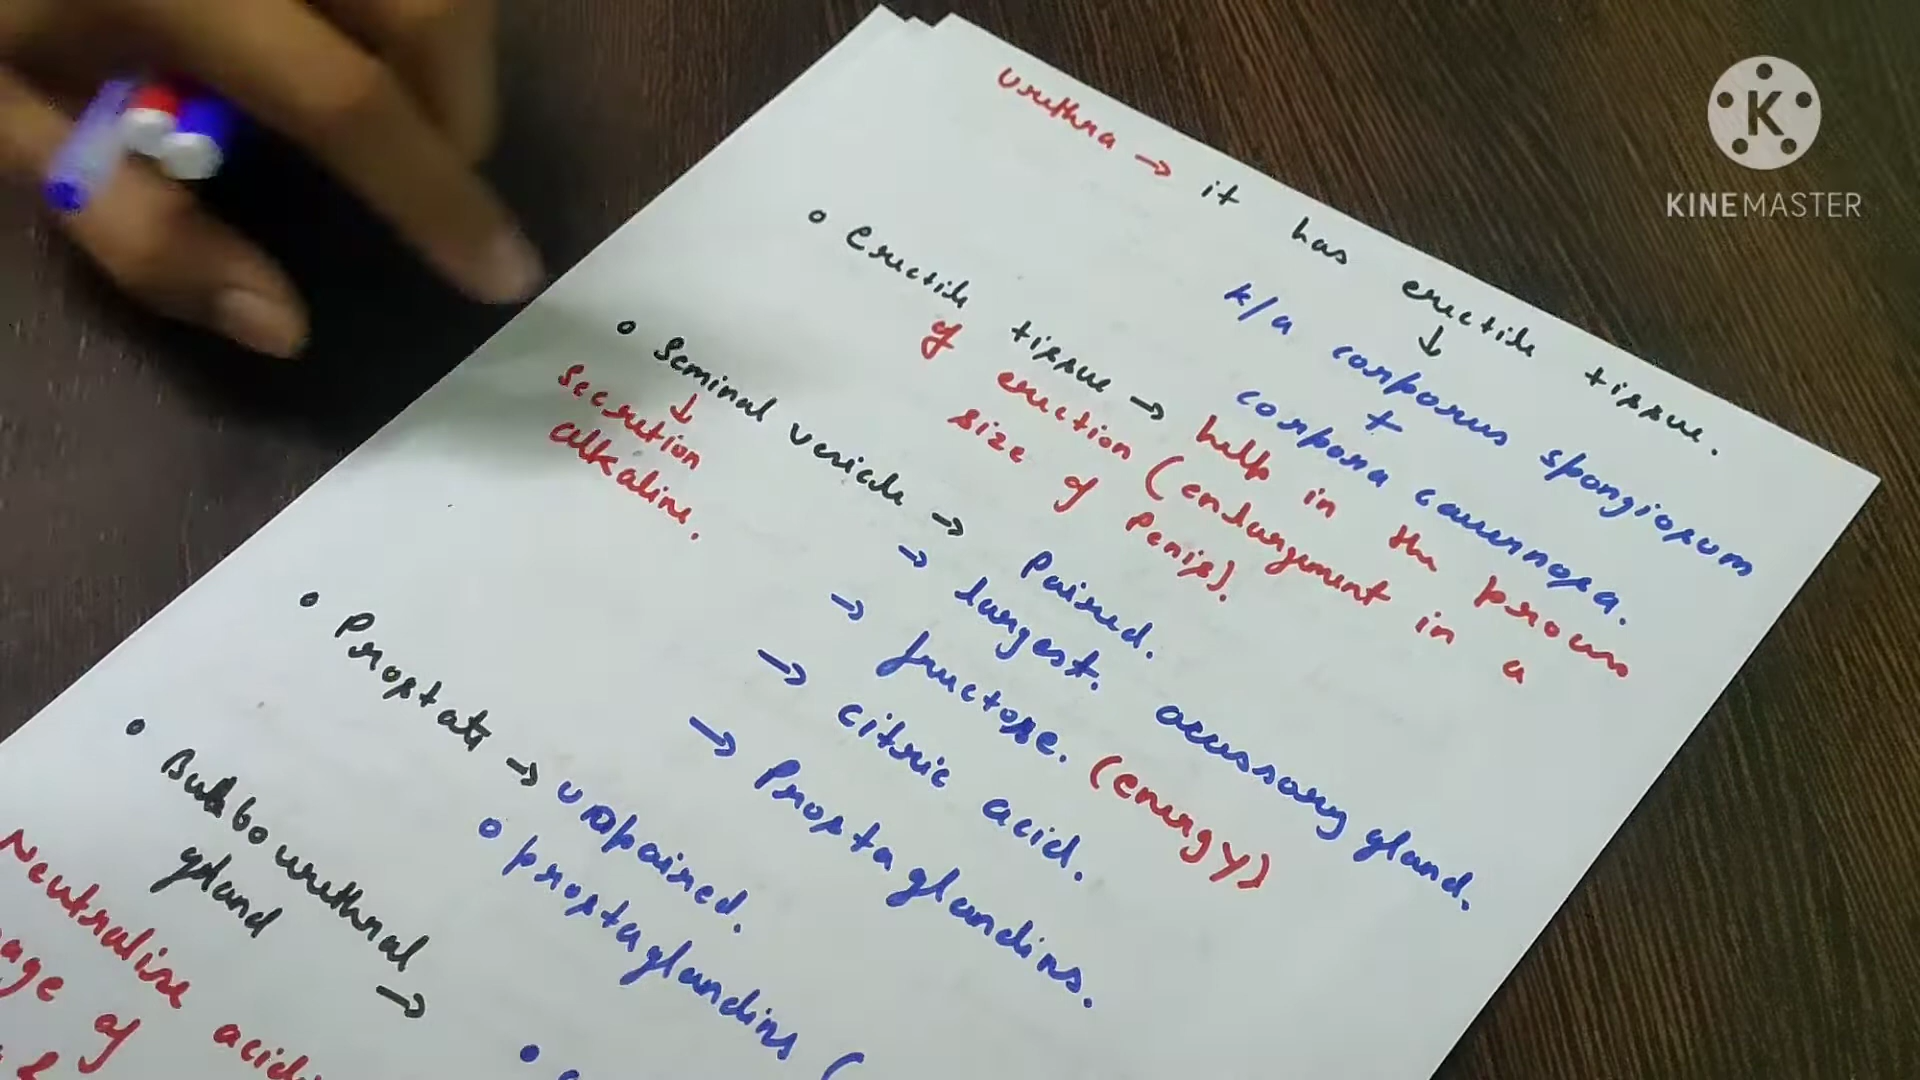 Urethra → it has erectile tissue.
↓
k/a corporus spongiosum
+
corpora cavernosa.
• Erectile tissue → help in the process
of erection (enlargement in a
size of Penis).
• Seminal vesicle → Paired.
↓
secretion
alkaline.
→ largest. accessory gland.
→ fructose. (energy)
→ citric acid.
→ Prostaglandins.
• Prostate → unpaired.
• prostaglandins (
• Bulbourethral
gland →
Neutralize acidi
age of
KINEMASTER